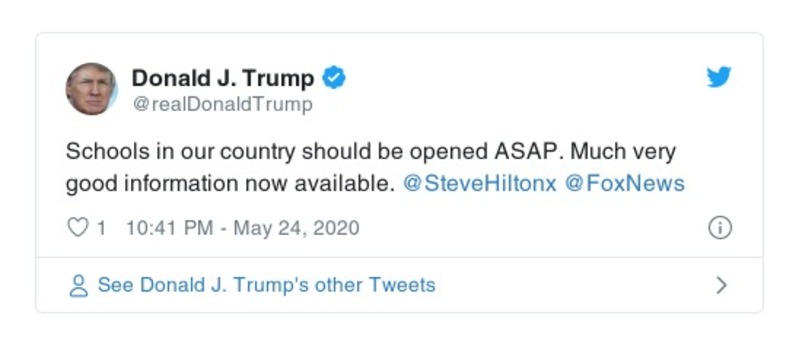 Donald J. Trump
@realDonaldTrump
Schools in our country should be opened ASAP. Much very
good information now available. @SteveHiltonx @FoxNews
1 10:41 PM - May 24, 2020
See Donald J. Trump's other Tweets